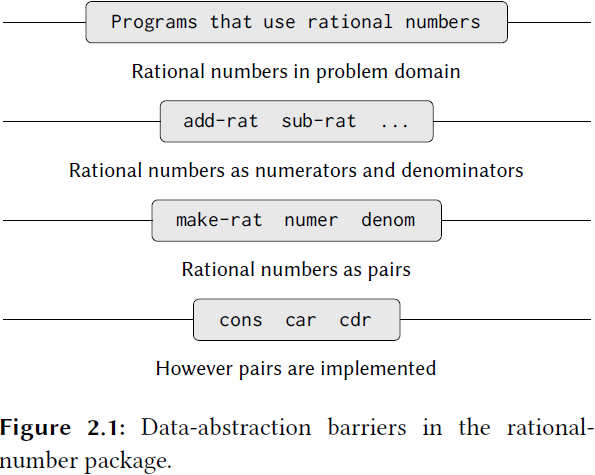 Programs that use rational numbers
Rational numbers in problem domain
add-rat sub-rat ...
Rational numbers as numerators and denominators
make-rat numer denom
Rational numbers as pairs
cons car cdr
However pairs are implemented
Figure 2.1: Data-abstraction barriers in the rational-
number package.